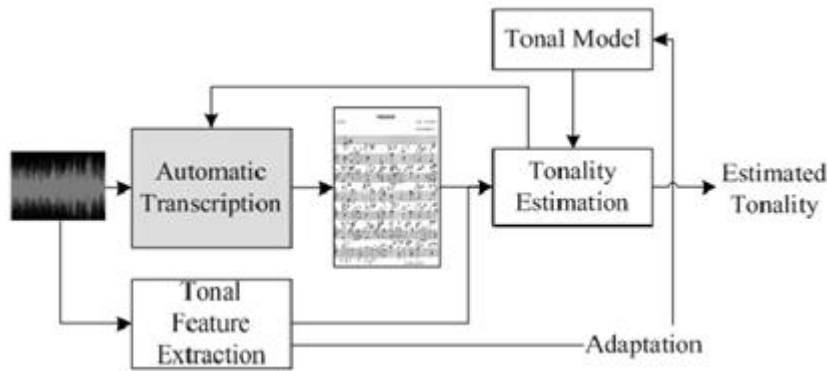 Tonal Model
Automatic
Transcription
Tonality
Estimation
Estimated
Tonality
Tonal
Feature
Extraction
Adaptation